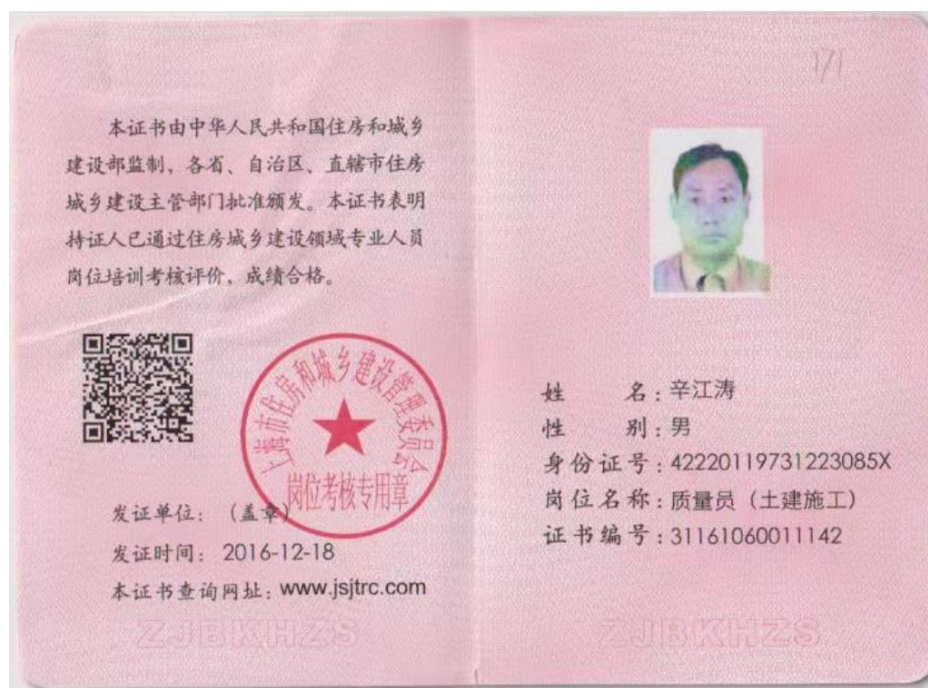 本证书由中华人民共和国住房和城乡
建设部监制，各省、自治区、直辖市住房
城乡建设主管部门批准颁发。本证书表明
持证人已通过住房城乡建设领域专业人员
岗位培训考核评价，成绩合格。
上海市住房和城乡建设管理委员会
岗位考核专用章
发证单位：（盖章）
发证时间：2016-12-18
本证书查询网址：www.jsjtrc.com
ZJBKHZS
171
姓 名：辛江涛
性 别：男
身份证号：42220119731223085X
岗位名称：质量员（土建施工）
证书编号：31161060011142
ZJBKHZS